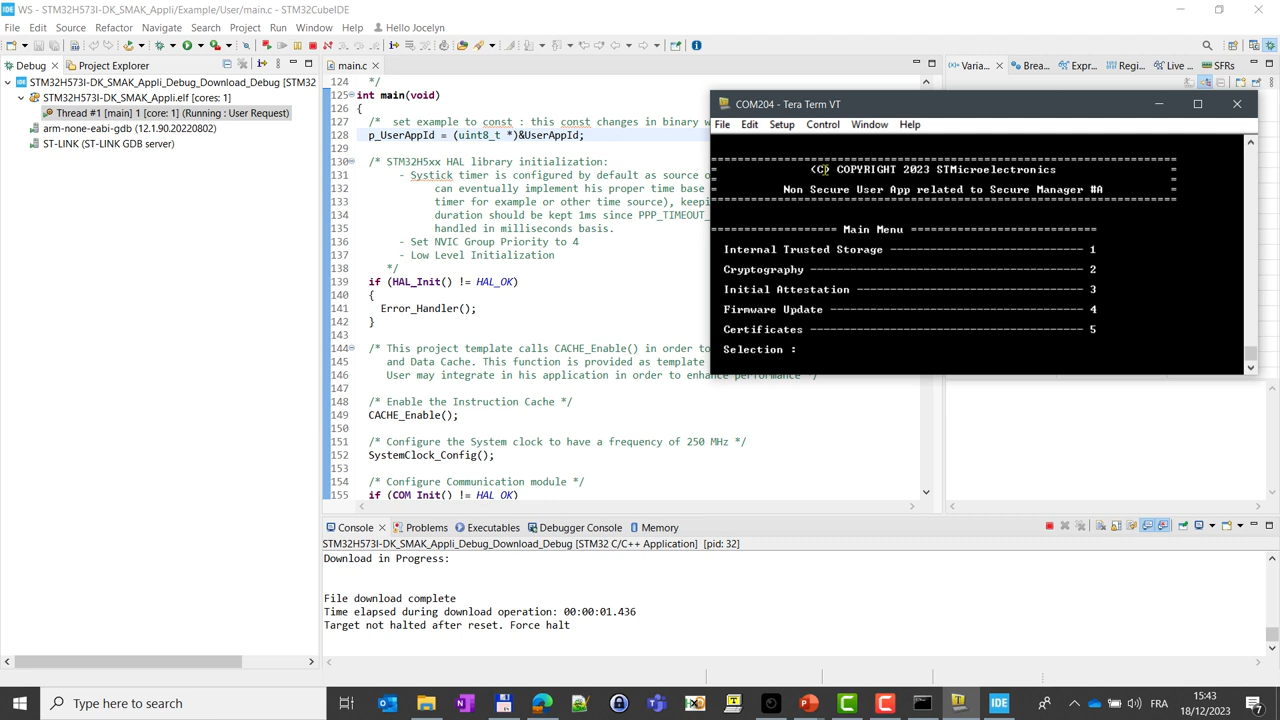 WS - STM32H573I-DK_SMAK_Appli/Example/User/main.c - STM32CubeIDE
File Edit Source Refactor Navigate Search Project Run Window Help Hello Jocelyn
Debug Project Explorer
STM32H573I-DK_SMAK_Appli_Debug_Download_Debug [STM32
STM32H573I-DK_SMAK_Appli.elf [cores: 1]
Thread #1 [main] 1 [core: 1] (Running : User Request)
arm-none-eabi-gdb (12.1.90.20220802)
ST-LINK (ST-LINK GDB server)
main.c
124 */
125 int main(void)
126 {
127 /* set example to const : this const changes in binary w
128 p_UserAppId = (uint8_t *)&UserAppId;
129
130 /* STM32H5xx HAL library initialization:
131 - Systick timer is configured by default as source o
132 can eventually implement his proper time base
133 timer for example or other time source), keepi
134 duration should be kept 1ms since PPP_TIMEOUT_
135 handled in milliseconds basis.
136 - Set NVIC Group Priority to 4
137 - Low Level Initialization
138 */
139 if (HAL_Init() != HAL_OK)
140 {
141 Error_Handler();
142 }
143
144 /* This project template calls CACHE_Enable() in order to
145 and Data Cache. This function is provided as template
146 User may integrate in his application in order to enhance performance */
147
148 /* Enable the Instruction Cache */
149 CACHE_Enable();
150
151 /* Configure the System clock to have a frequency of 250 MHz */
152 SystemClock_Config();
153
154 /* Configure Communication module */
155 if (COM_Init() != HAL_OK)
Varia... Brea... Expr... Regi... Live ... SFRs
COM204 - Tera Term VT
File Edit Setup Control Window Help
======================================================================
= (C) COPYRIGHT 2023 STMicroelectronics =
= =
= Non Secure User App related to Secure Manager #A =
======================================================================
=================== Main Menu ============================
Internal Trusted Storage ----------------------------- 1
Cryptography ----------------------------------------- 2
Initial Attestation ---------------------------------- 3
Firmware Update -------------------------------------- 4
Certificates ----------------------------------------- 5
Selection :
Console Problems Executables Debugger Console Memory
STM32H573I-DK_SMAK_Appli_Debug_Download_Debug [STM32 C/C++ Application] [pid: 32]
Download in Progress:
File download complete
Time elapsed during download operation: 00:00:01.436
Target not halted after reset. Force halt
Type here to search
FRA
15:43
18/12/2023